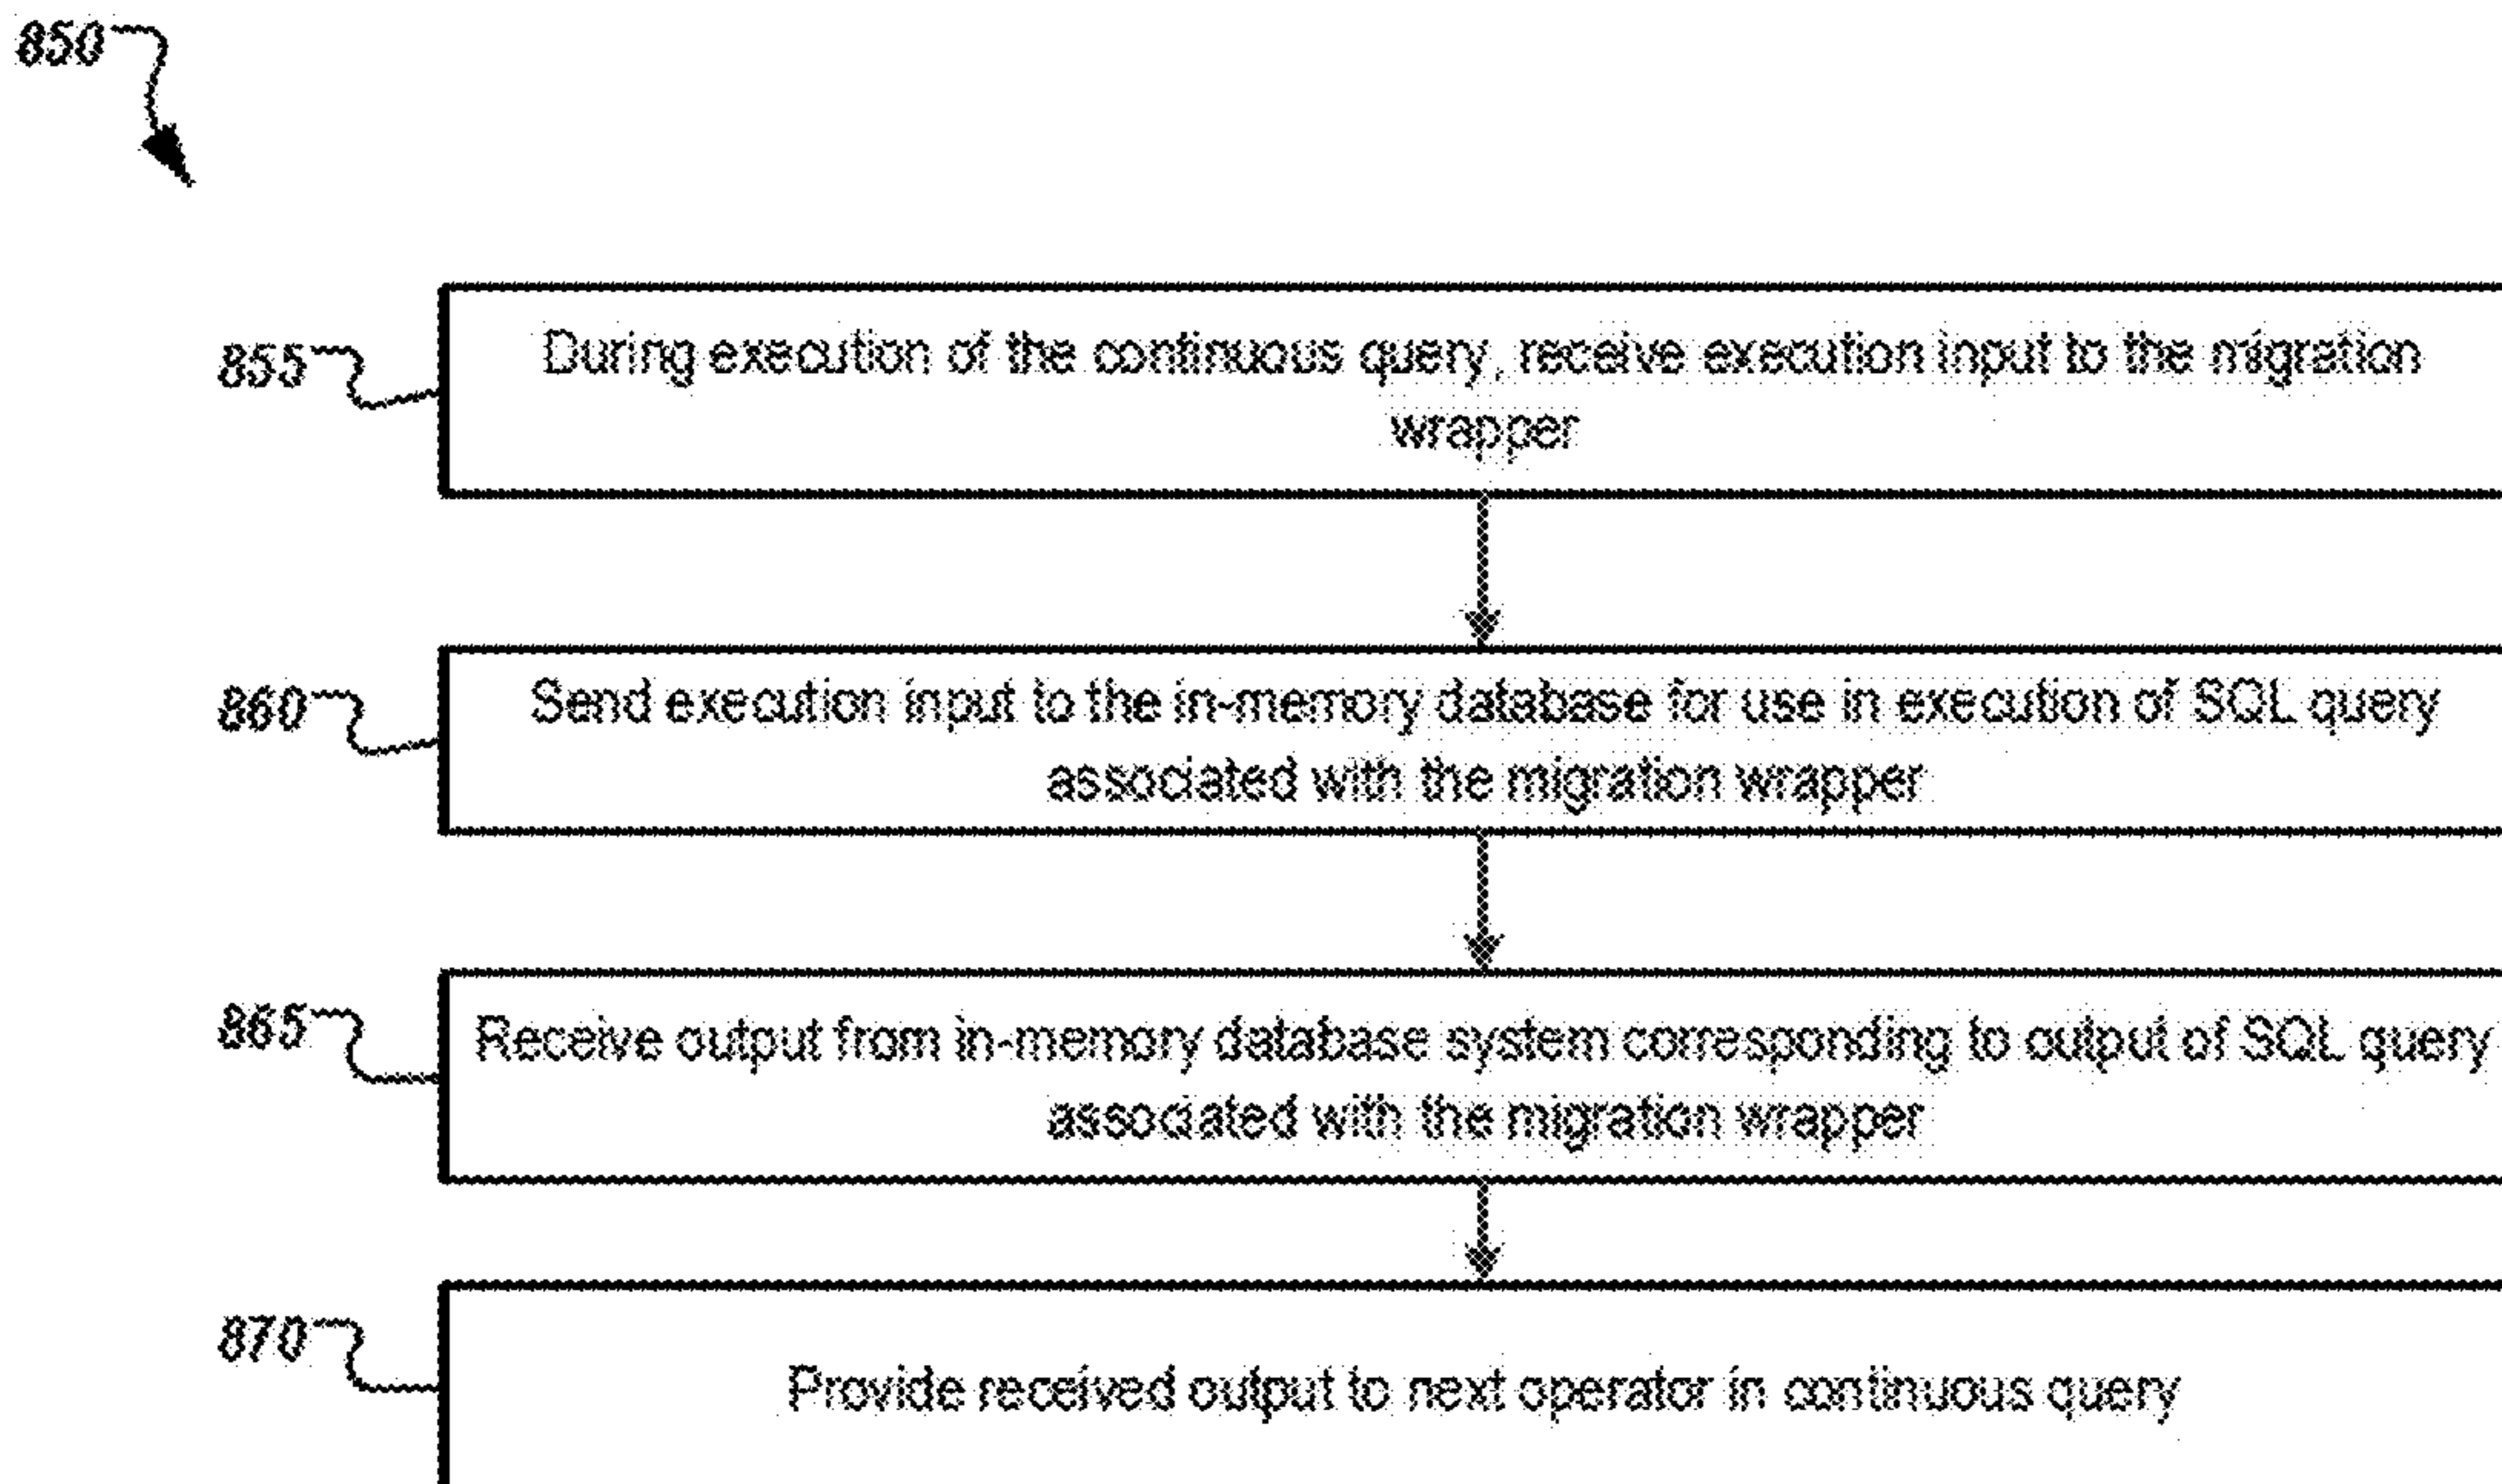 850
855
During execution of the continuous query, receive execution input to the migration
wrapper
860
Send execution input to the in-memory database for use in execution of SQL query
associated with the migration wrapper
865
Receive output from in-memory database system corresponding to output of SQL query
associated with the migration wrapper
870
Provide received output to next operator in continuous query